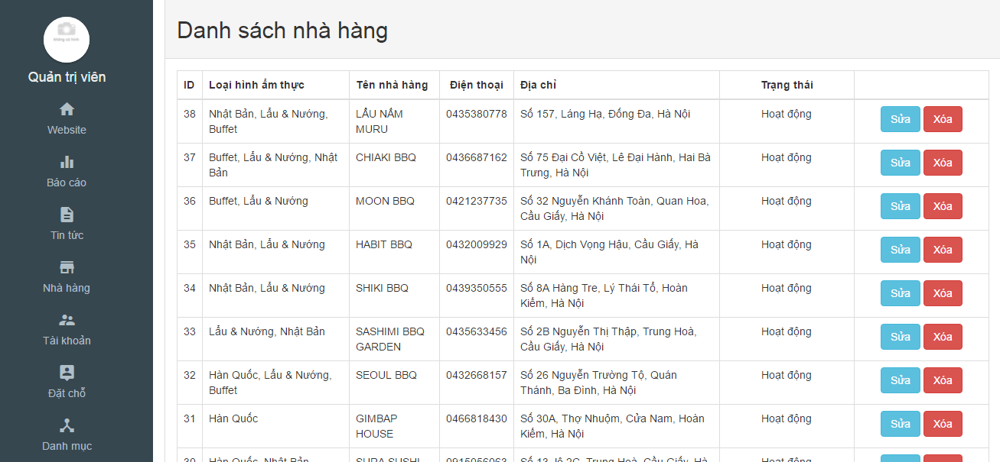 không có hình
Quản trị viên
Website
Báo cáo
Tin tức
Nhà hàng
Tài khoản
Đặt chỗ
Danh mục
Danh sách nhà hàng
ID Loại hình ẩm thực Tên nhà hàng Điện thoại Địa chỉ Trạng thái
38 Nhật Bản, Lẩu & Nướng, LẨU NẤM 0435380778 Số 157, Láng Hạ, Đống Đa, Hà Nội Hoạt động Sửa Xóa
Buffet MURU
37 Buffet, Lẩu & Nướng, Nhật CHIAKI BBQ 0436687162 Số 75 Đại Cồ Việt, Lê Đại Hành, Hai Bà Hoạt động Sửa Xóa
Bản Trưng, Hà Nội
36 Buffet, Lẩu & Nướng MOON BBQ 0421237735 Số 32 Nguyễn Khánh Toàn, Quan Hoa, Hoạt động Sửa Xóa
Cầu Giấy, Hà Nội
35 Nhật Bản, Lẩu & Nướng HABIT BBQ 0432009929 Số 1A, Dịch Vọng Hậu, Cầu Giấy, Hà Hoạt động Sửa Xóa
Nội
34 Nhật Bản, Lẩu & Nướng SHIKI BBQ 0439350555 Số 8A Hàng Tre, Lý Thái Tổ, Hoàn Hoạt động Sửa Xóa
Kiếm, Hà Nội
33 Lẩu & Nướng, Nhật Bản SASHIMI BBQ 0435633456 Số 2B Nguyễn Thị Thập, Trung Hoà, Hoạt động Sửa Xóa
GARDEN Cầu Giấy, Hà Nội
32 Hàn Quốc, Lẩu & Nướng, SEOUL BBQ 0432668157 Số 26 Nguyễn Trường Tộ, Quán Hoạt động Sửa Xóa
Buffet Thánh, Ba Đình, Hà Nội
31 Hàn Quốc GIMBAP 0466818430 Số 30A, Thợ Nhuộm, Cửa Nam, Hoàn Hoạt động Sửa Xóa
HOUSE Kiếm, Hà Nội
30 Hàn Quốc, Nhật Bản SURA SUSHI 0915056063 Số 13, lô 2C, Trung Hoà, Cầu Giấy, Hà Hoạt động